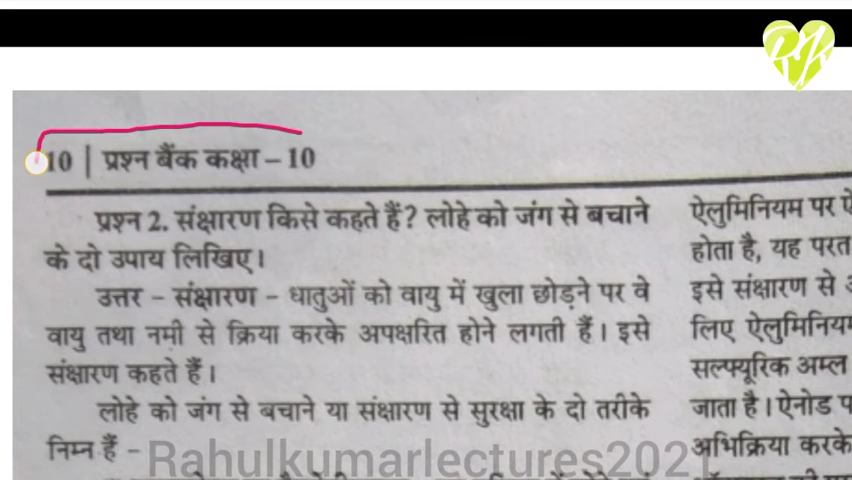 10 | प्रश्न बैंक कक्षा – 10
प्रश्न 2. संक्षारण किसे कहते हैं? लोहे को जंग से बचाने
के दो उपाय लिखिए।
उत्तर – संक्षारण – धातुओं को वायु में खुला छोड़ने पर वे
वायु तथा नमी से क्रिया करके अपक्षरित होने लगती हैं। इसे
संक्षारण कहते हैं।
लोहे को जंग से बचाने या संक्षारण से सुरक्षा के दो तरीके
निम्न हैं –
ऐलुमिनियम पर
होता है, यह परत
इसे संक्षारण से
लिए ऐलुमिनियम
सल्फ्यूरिक अम्ल
जाता है। ऐनोड
अभिक्रिया करके
Rahulkumarlectures2021
RK